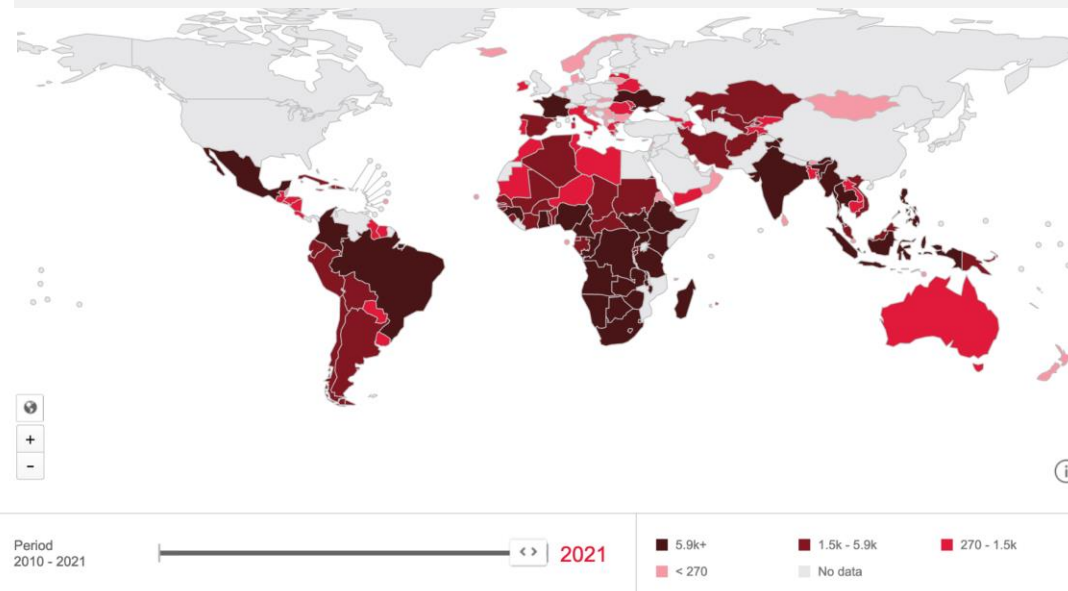 +
-
i
Period
2010 - 2021
< >
2021
5.9k+
1.5k - 5.9k
270 - 1.5k
< 270
No data